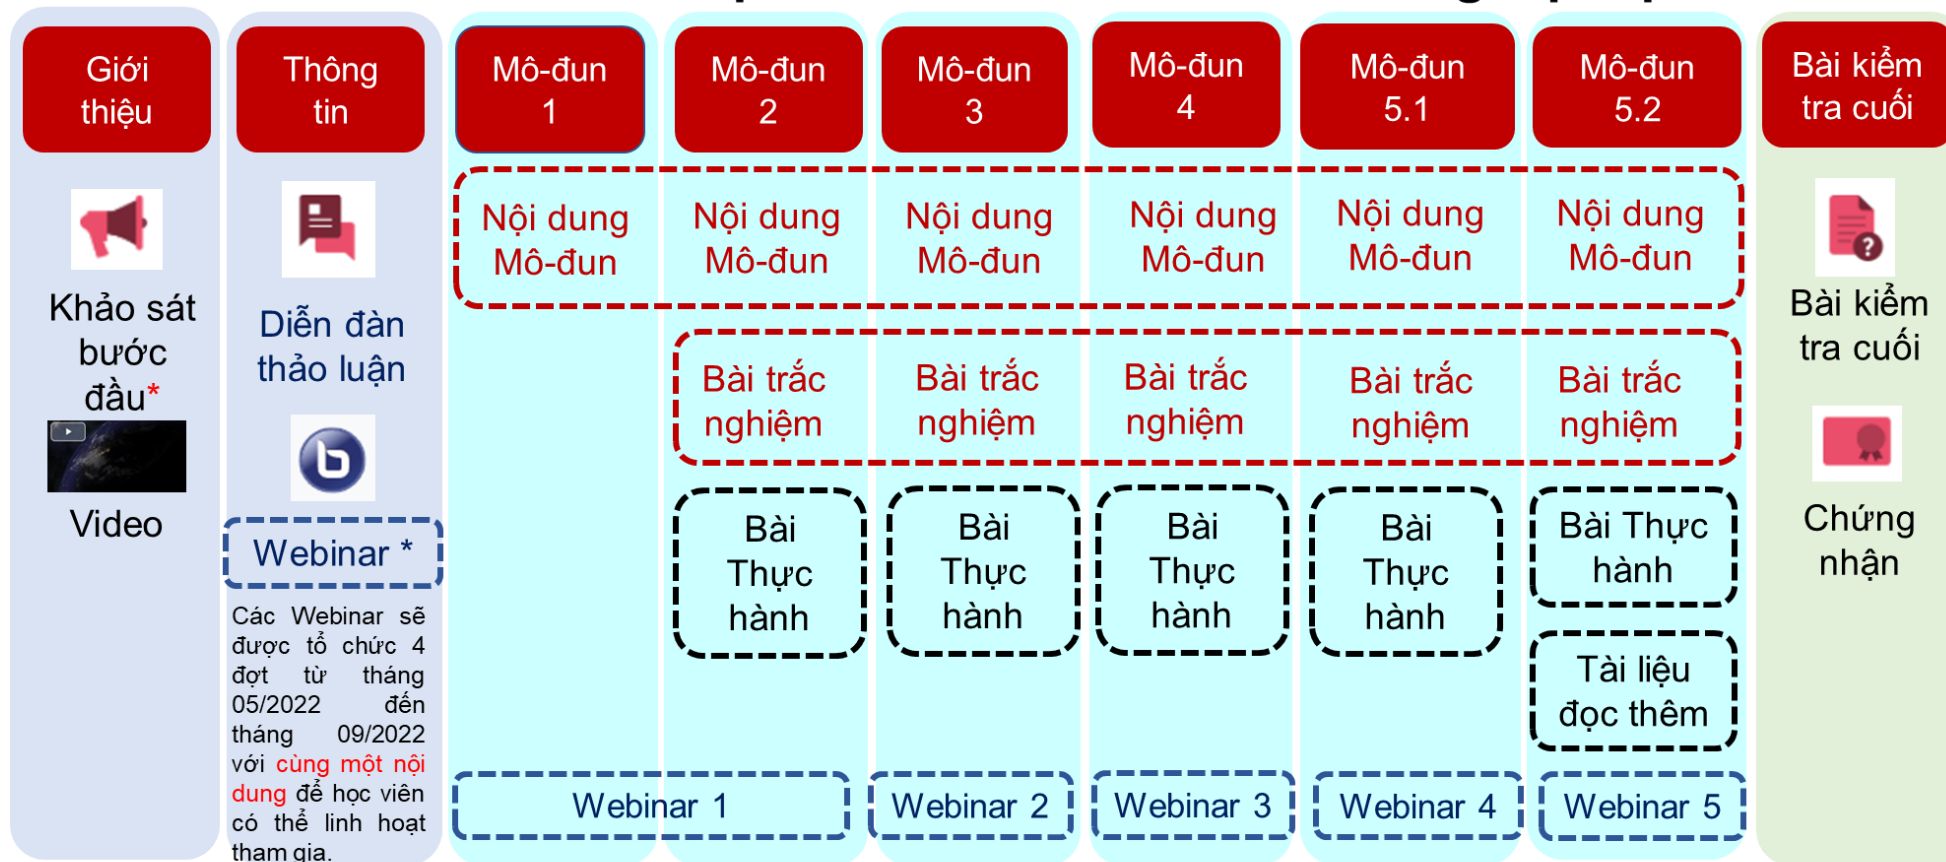 Giới
thiệu
Khảo sát
bước
đầu*
Video
Thông
tin
Diễn đàn
thảo luận
Webinar *
Các Webinar sẽ
được tổ chức 4
đợt từ tháng
05/2022 đến
tháng 09/2022
với cùng một nội
dung để học viên
có thể linh hoạt
tham gia.
Mô-đun
1
Mô-đun
2
Mô-đun
3
Mô-đun
4
Mô-đun
5.1
Mô-đun
5.2
Nội dung
Mô-đun
Nội dung
Mô-đun
Nội dung
Mô-đun
Nội dung
Mô-đun
Nội dung
Mô-đun
Nội dung
Mô-đun
Bài trắc
nghiệm
Bài trắc
nghiệm
Bài trắc
nghiệm
Bài trắc
nghiệm
Bài trắc
nghiệm
Bài
Thực
hành
Bài
Thực
hành
Bài
Thực
hành
Bài
Thực
hành
Bài Thực
hành
Tài liệu
đọc thêm
Webinar 1
Webinar 2
Webinar 3
Webinar 4
Webinar 5
Bài kiểm
tra cuối
Bài kiểm
tra cuối
Chứng
nhận